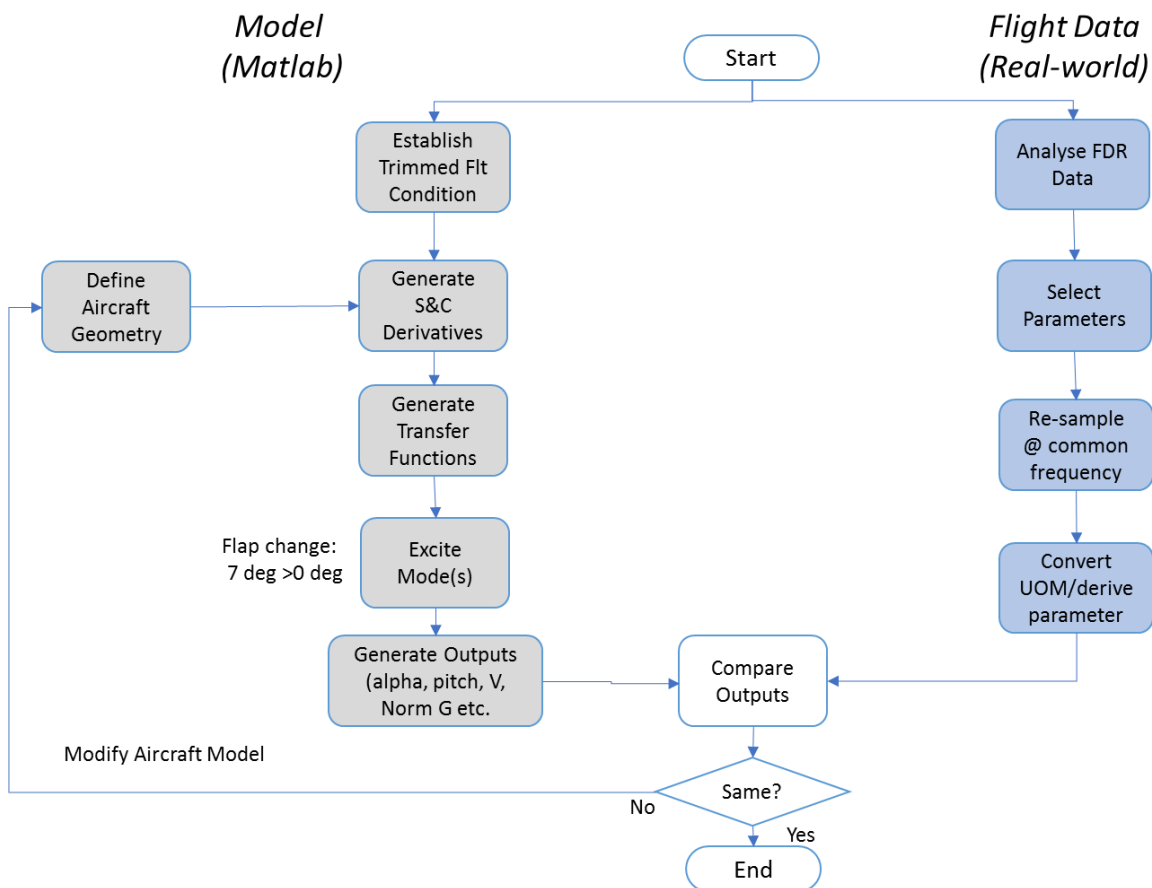 Model
(Matlab)
Flight Data
(Real-world)
Start
Establish
Trimmed Flt
Condition
Analyse FDR
Data
Define
Aircraft
Geometry
Generate
S&C
Derivatives
Select
Parameters
Generate
Transfer
Functions
Re-sample
@ common
frequency
Flap change:
7 deg >0 deg
Excite
Mode(s)
Convert
UOM/derive
parameter
Generate Outputs
(alpha, pitch, V,
Norm G etc.
Compare
Outputs
Modify Aircraft Model
Same?
No
Yes
End